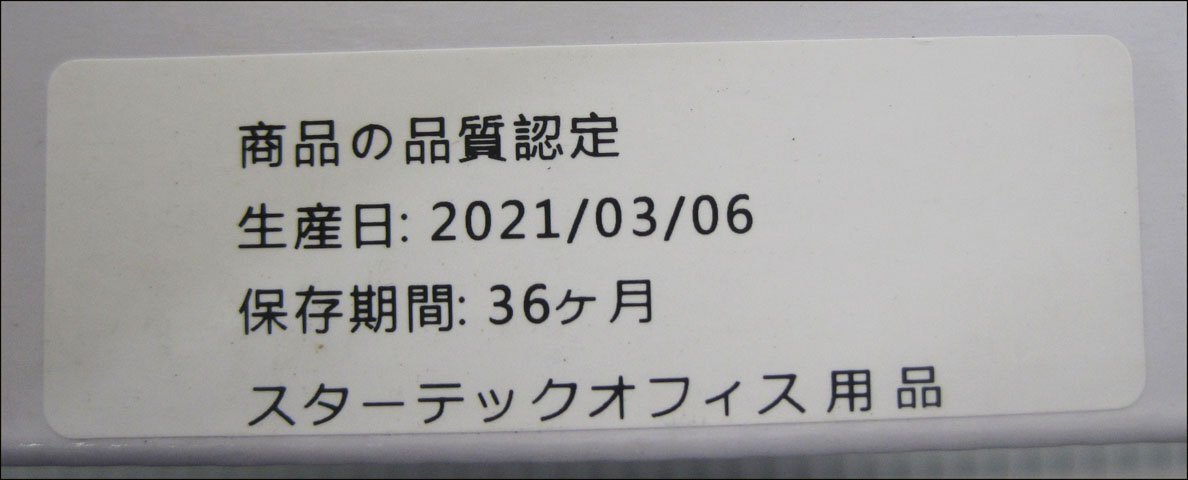 商品の品質認定
生産日: 2021/03/06
保存期間: 36ヶ月
スターテックオフィス用品